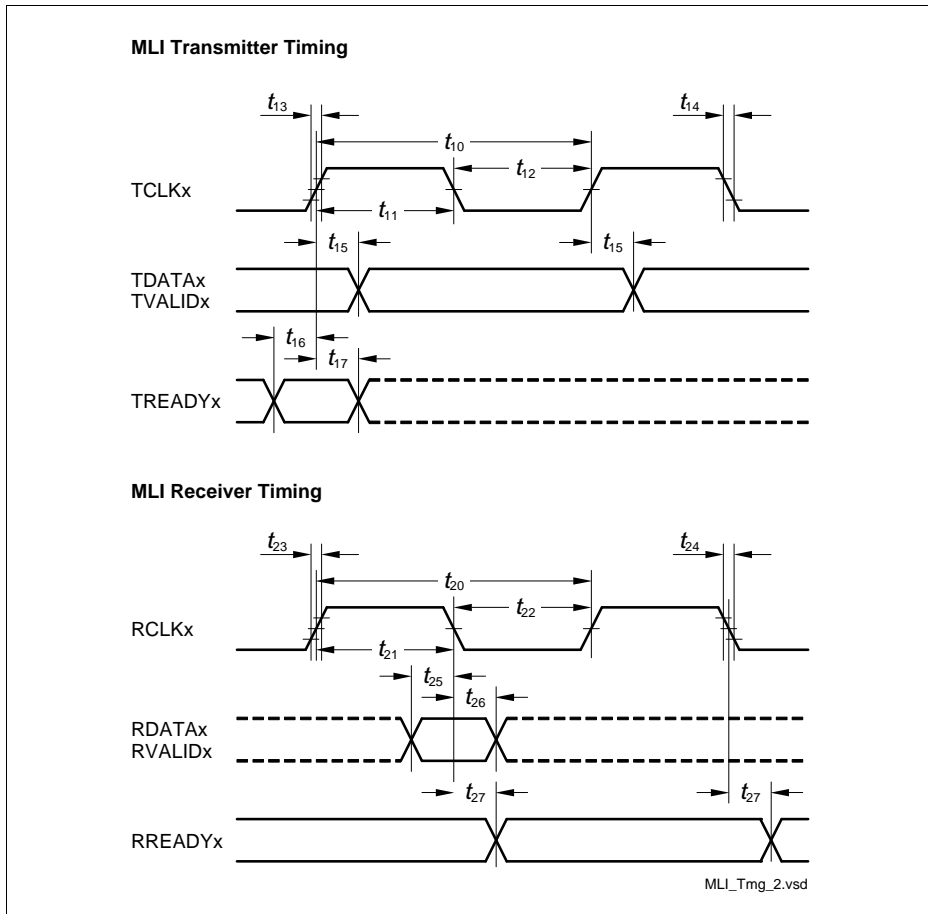 MLI Transmitter Timing
t13
t14
t10
t12
TCLKx
t11
t15
t15
TDATAx
TVALIDx
t16
t17
TREADYx
MLI Receiver Timing
t23
t24
t20
t22
RCLKx
t21
t25
t26
RDATAx
RVALIDx
t27
t27
RREADYx
MLI_Tmg_2.vsd